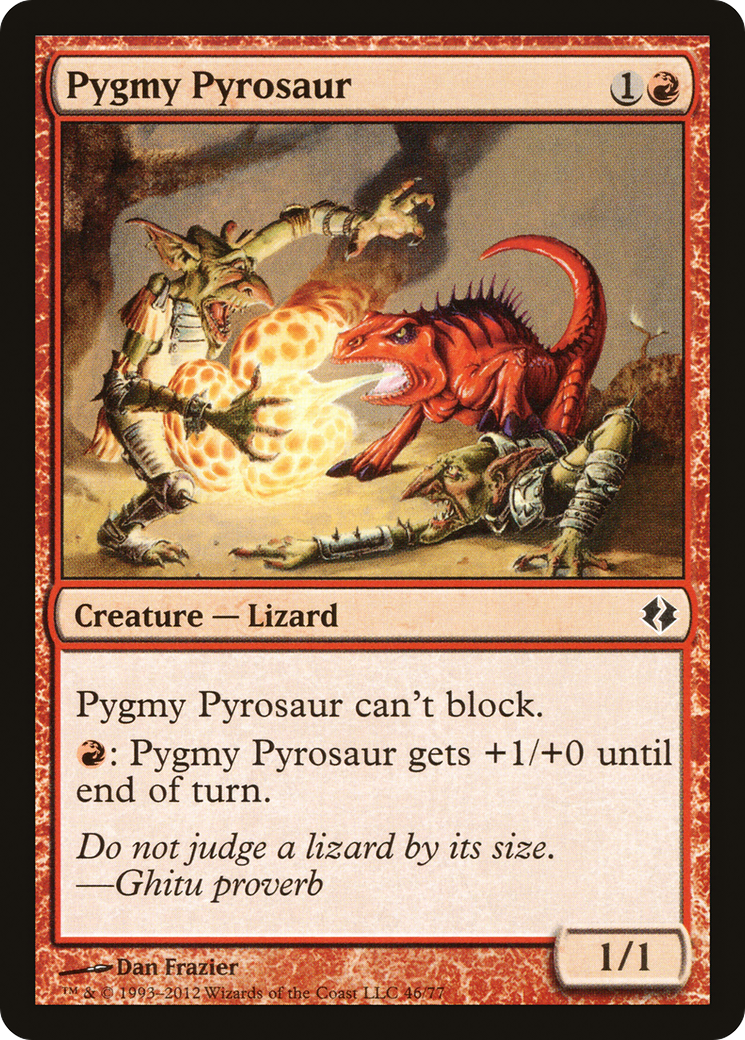 Pygmy Pyrosaur 1
Creature — Lizard
Pygmy Pyrosaur can't block.
: Pygmy Pyrosaur gets +1/+0 until
end of turn.
Do not judge a lizard by its size.
—Ghitu proverb
1/1
Dan Frazier
™ & © 1993–2012 Wizards of the Coast LLC 46/77